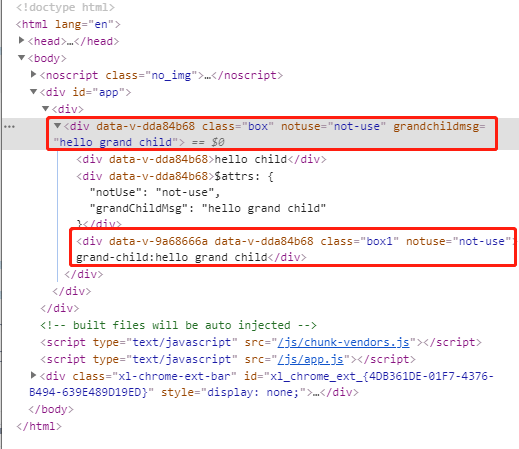 <!doctype html>
<html lang="en">
<head>…</head>
<body>
<noscript class="no_img">…</noscript>
<div id="app">
<div>
<div data-v-dda84b68 class="box" notuse="not-use" grandchildmsg=
"hello grand child"> == $0
<div data-v-dda84b68>hello child</div>
<div data-v-dda84b68>$attrs: {
"notUse": "not-use",
"grandChildMsg": "hello grand child"
}</div>
<div data-v-9a68666a data-v-dda84b68 class="box1" notuse="not-use"
grand-child:hello grand child</div>
</div>
</div>
</div>
<!-- built files will be auto injected -->
<script type="text/javascript" src="/js/chunk-vendors.js"></script>
<script type="text/javascript" src="/js/app.js"></script>
<div class="xl-chrome-ext-bar" id="xl_chrome_ext_{4DB361DE-01F7-4376-
B494-639E489D19ED}" style="display: none;">…</div>
</body>
</html>